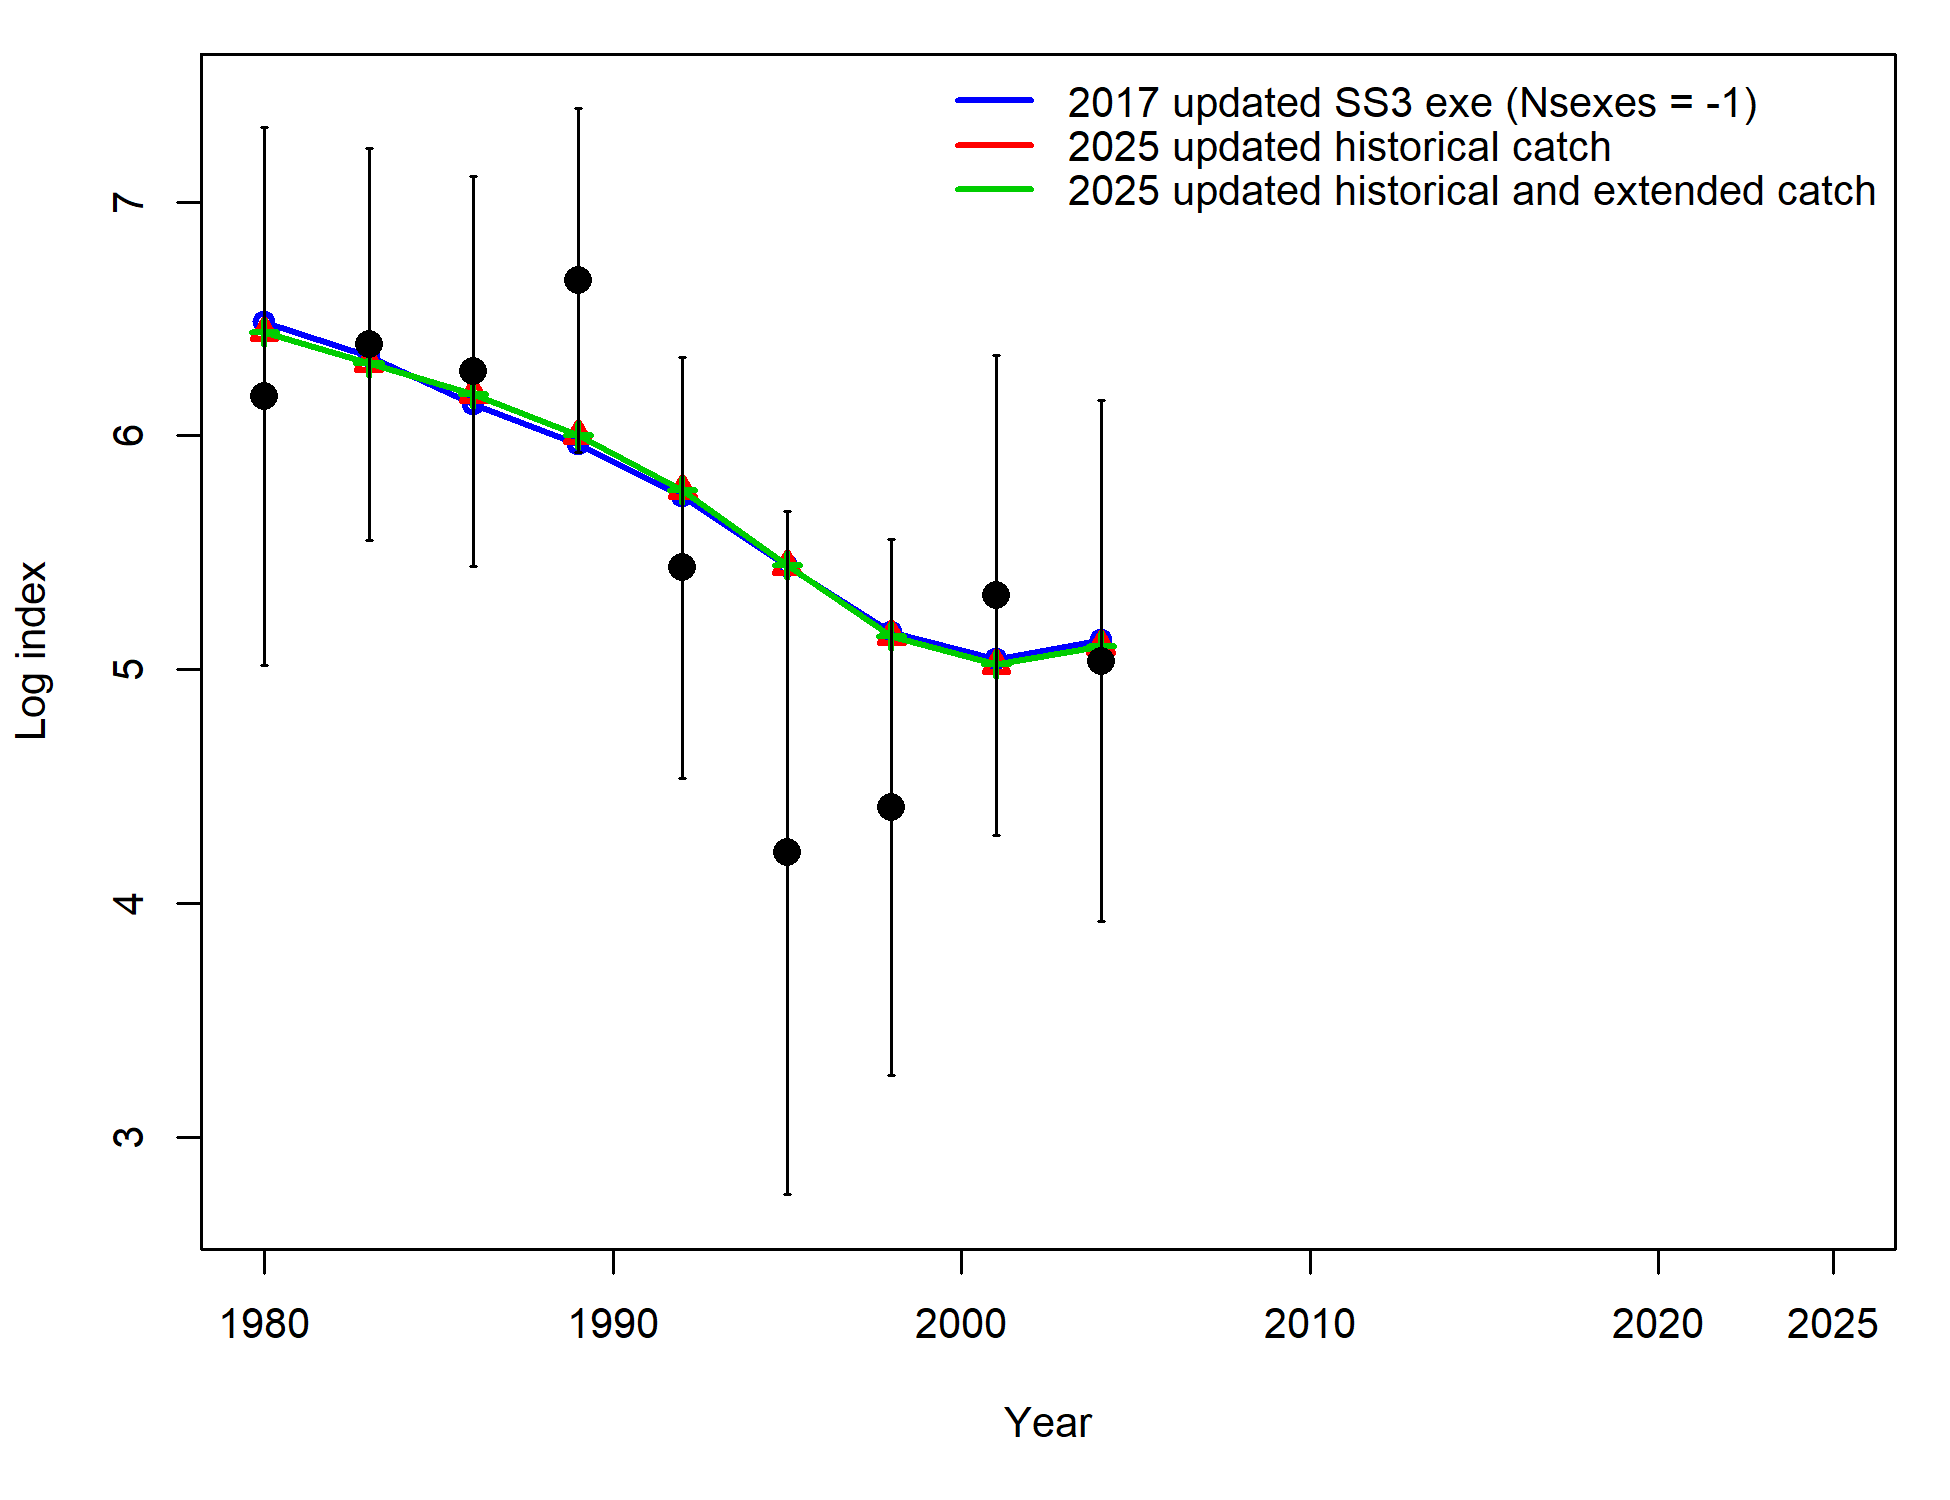 2017 updated SS3 exe (Nsexes = -1)
2025 updated historical catch
2025 updated historical and extended catch
Log index
7
6
5
4
3
1980 1990 2000 2010 2020 2025
Year